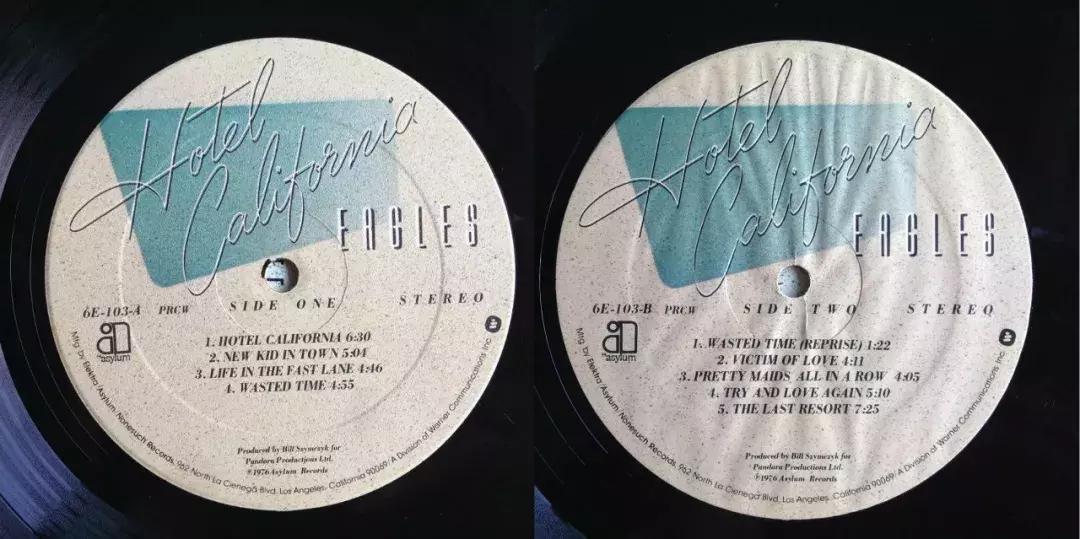 Hotel
California
EAGLES
6E-103-A PRCW SIDE ONE STEREO
asylum
1. HOTEL CALIFORNIA 6:30
2. NEW KID IN TOWN 5:04
3. LIFE IN THE FAST LANE 4:46
4. WASTED TIME 4:55
Produced by Bill Szymczyk for
Pandora Productions Ltd.
℗1976 Asylum Records
Mfg. by Elektra/Asylum/Nonesuch Records, 962 North La Cienega Blvd. Los Angeles, California 90069/A Division of Warner Communications Inc.
Hotel
California
EAGLES
6E-103-B PRCW SIDE TWO STEREO
asylum
1. WASTED TIME (REPRISE) 1:22
2. VICTIM OF LOVE 4:11
3. PRETTY MAIDS ALL IN A ROW 4:05
4. TRY AND LOVE AGAIN 5:10
5. THE LAST RESORT 7:25
Produced by Bill Szymczyk for
Pandora Productions Ltd.
℗1976 Asylum Records
Mfg. by Elektra/Asylum/Nonesuch Records, 962 North La Cienega Blvd. Los Angeles, California 90069/A Division of Warner Communications Inc.